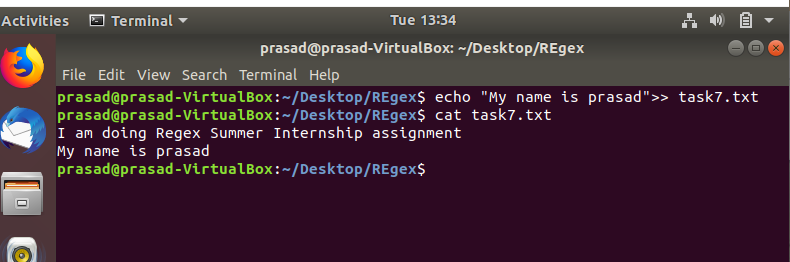 Activities Terminal Tue 13:34
prasad@prasad-VirtualBox: ~/Desktop/REgex
File Edit View Search Terminal Help
prasad@prasad-VirtualBox:~/Desktop/REgex$ echo "My name is prasad">> task7.txt
prasad@prasad-VirtualBox:~/Desktop/REgex$ cat task7.txt
I am doing Regex Summer Internship assignment
My name is prasad
prasad@prasad-VirtualBox:~/Desktop/REgex$